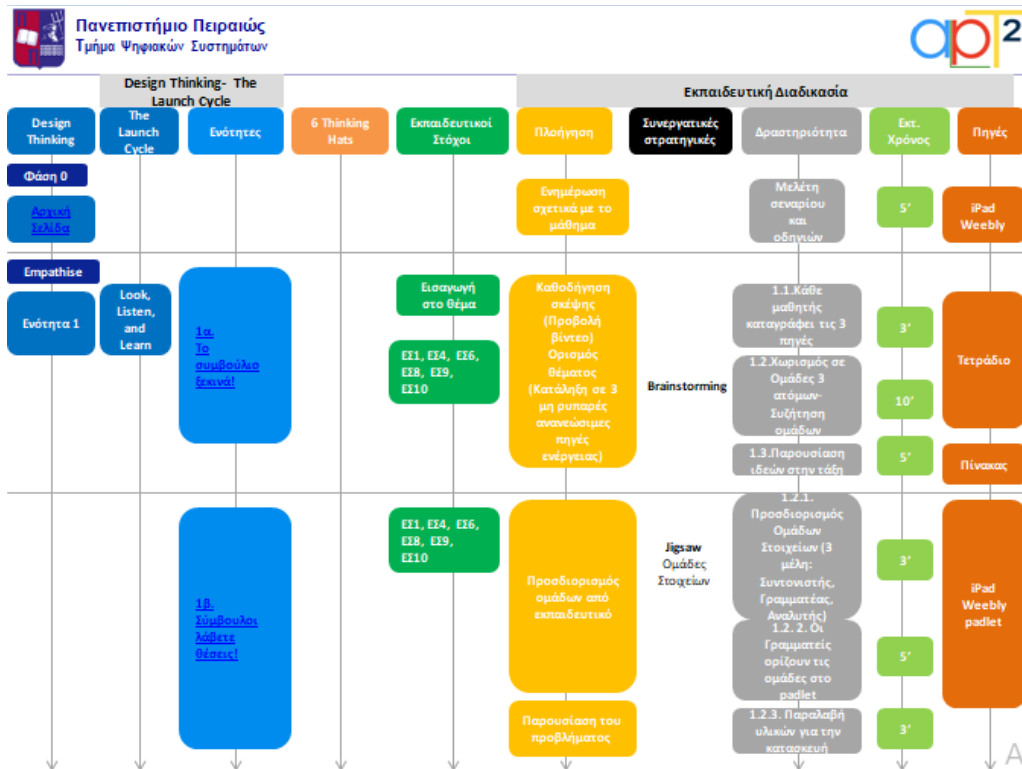 Πανεπιστήμιο Πειραιώς
Τμήμα Ψηφιακών Συστημάτων
apT²
Design Thinking- The
Launch Cycle
Εκπαιδευτική Διαδικασία
Design
Thinking
The
Launch
Cycle
Ενότητες
6 Thinking
Hats
Εκπαιδευτικοί
Στόχοι
Πλοήγηση
Συνεργατικές
στρατηγικές
Δραστηριότητα
Εκτ.
Χρόνος
Πηγές
Φάση 0
Αρχική
Σελίδα
Ενημέρωση
σχετικά με το
μάθημα
Μελέτη
σεναρίου
και
οδηγιών
5’
iPad
Weebly
Empathise
Ενότητα 1
Look,
Listen,
and
Learn
1α.
Το
συμβούλιο
ξεκινά!
Εισαγωγή
στο θέμα
ΕΣ1, ΕΣ4, ΕΣ6,
ΕΣ8, ΕΣ9,
ΕΣ10
Καθοδήγηση
σκέψης
(Προβολή
βίντεο)
Ορισμός
θέματος
(Κατάληξη σε 3
μη ρυπαρές
ανανεώσιμες
πηγές
ενέργειας)
Brainstorming
1.1.Κάθε
μαθητής
καταγράφει τις 3
πηγές
1.2.Χωρισμός σε
Ομάδες 3
ατόμων-
Συζήτηση
ομάδων
1.3.Παρουσίαση
ιδεών στην τάξη
3’
10’
5’
Τετράδιο
Πίνακας
1β.
Σύμβουλοι
λάβετε
θέσεις!
ΕΣ1, ΕΣ4, ΕΣ6,
ΕΣ8, ΕΣ9,
ΕΣ10
Προσδιορισμός
ομάδων από
εκπαιδευτικό
Παρουσίαση του
προβλήματος
Jigsaw
Ομάδες
Στοιχείων
1.2.1.
Προσδιορισμός
Ομάδων
Στοιχείων (3
μέλη:
Συντονιστής,
Γραμματέας,
Αναλυτής)
1.2. 2. Οι
Γραμματείς
ορίζουν τις
ομάδες στο
padlet
1.2.3. Παραλαβή
υλικών για την
κατασκευή
3’
5’
3’
iPad
Weebly
padlet
A